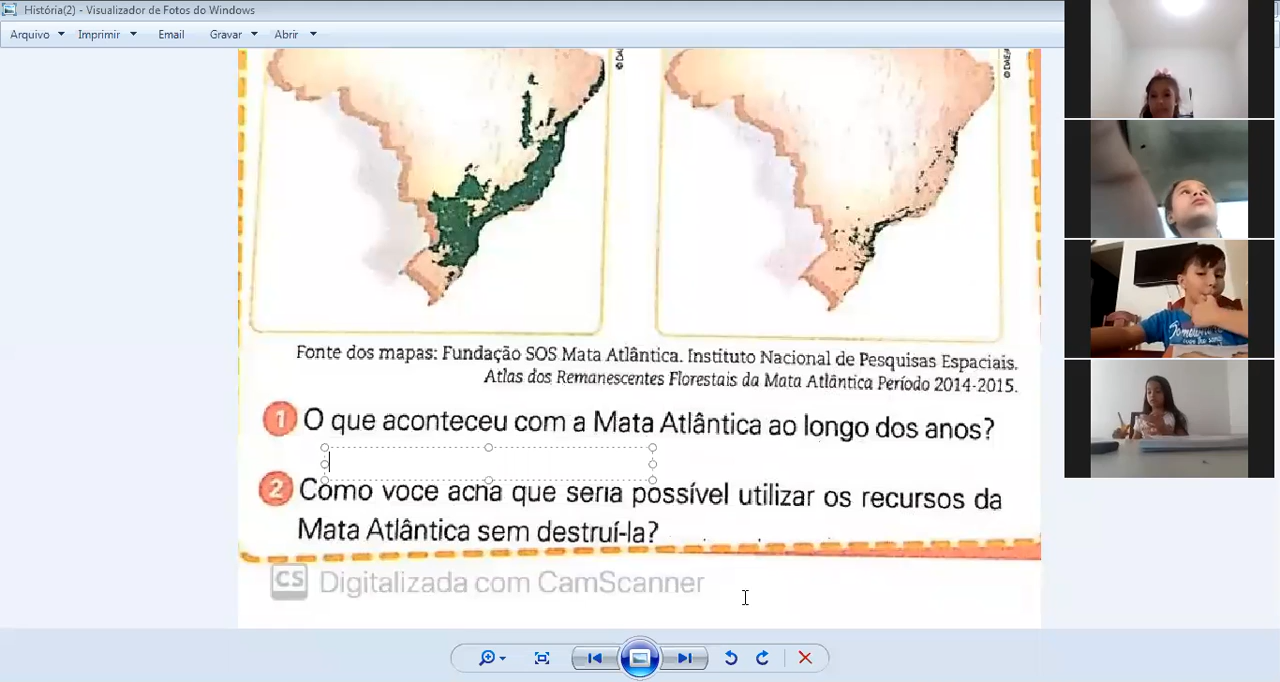 História(2) - Visualizador de Fotos do Windows
Arquivo Imprimir Email Gravar Abrir
Fonte dos mapas: Fundação SOS Mata Atlântica. Instituto Nacional de Pesquisas Espaciais.
Atlas dos Remanescentes Florestais da Mata Atlântica Período 2014-2015.
1 O que aconteceu com a Mata Atlântica ao longo dos anos?
2 Como voce acha que seria possível utilizar os recursos da
Mata Atlântica sem destruí-la?
CS Digitalizada com CamScanner